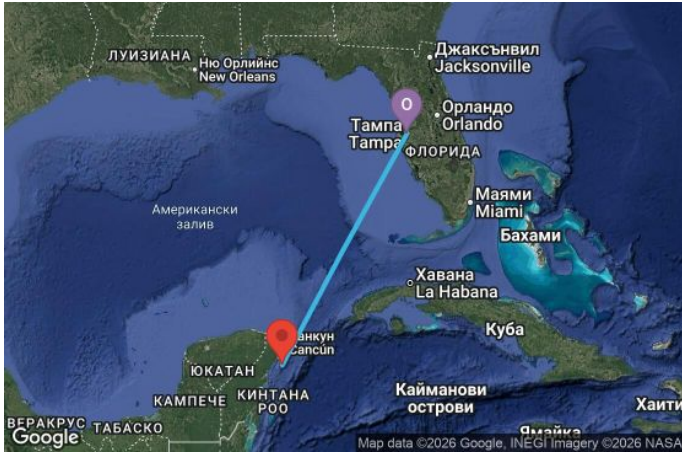 ЛУИЗИАНА
Ню Орлийнс
New Orleans
Джаксънвил
Jacksonville
O
Орландо
Orlando
Тампа
Tampa
ФЛОРИДА
Маями
Miami
Американски
залив
Бахами
Хавана
La Habana
Куба
анкун
Cancún
ЮКАТАН
КАМПЕЧЕ
КИНТАНА
РОО
Кайманови
острови
Хаити
ВЕРАКРУС
ТАБАСКО
Ямайка
Google
Map data ©2026 Google, INEGI Imagery ©2026 NASA